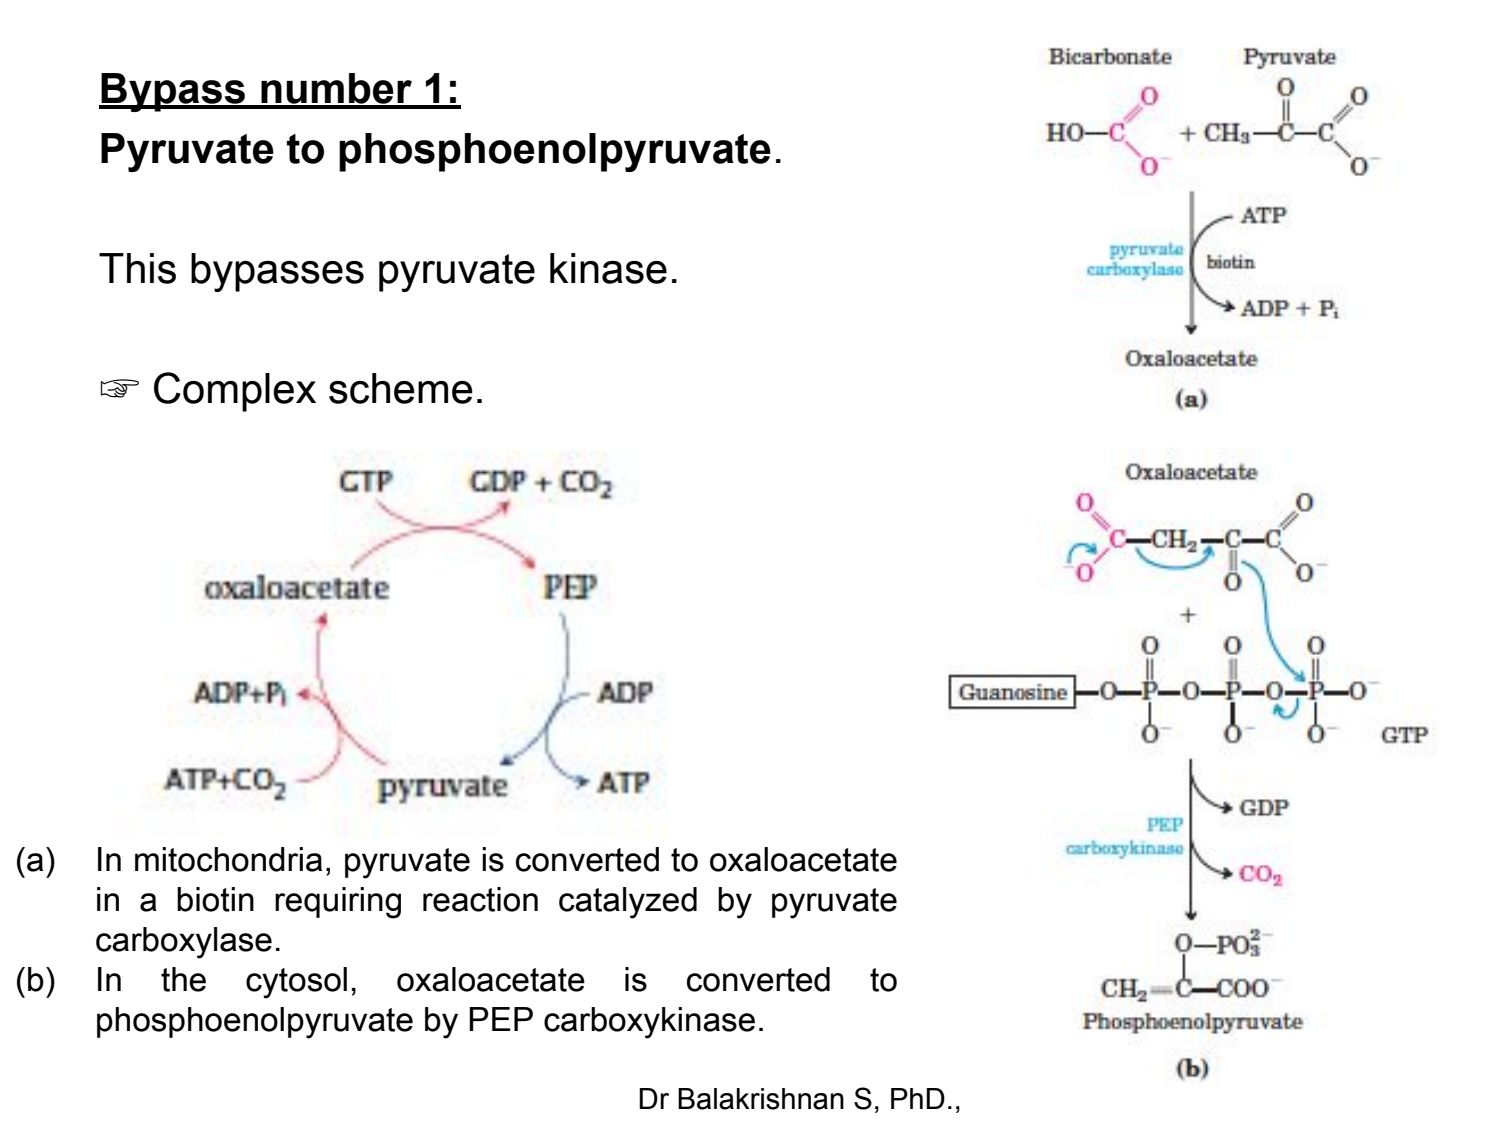 Bypass number 1:
Pyruvate to phosphoenolpyruvate.
This bypasses pyruvate kinase.
☞ Complex scheme.
GTP GDP + CO₂
oxaloacetate PEP
ADP+Pi ADP
ATP+CO₂ pyruvate ATP
(a) In mitochondria, pyruvate is converted to oxaloacetate
in a biotin requiring reaction catalyzed by pyruvate
carboxylase.
(b) In the cytosol, oxaloacetate is converted to
phosphoenolpyruvate by PEP carboxykinase.
Bicarbonate Pyruvate
O O O
HO—C + CH₃—C—C
O⁻ O⁻
ATP
pyruvate
carboxylase
biotin
ADP + Pi
Oxaloacetate
(a)
Oxaloacetate
O O
C—CH₂—C—C
⁻O O O⁻
+
O O O
Guanosine—O—P—O—P—O—P—O⁻
O⁻ O⁻ O⁻ GTP
GDP
PEP
carboxykinase
CO₂
O—PO₃²⁻
CH₂=C—COO⁻
Phosphoenolpyruvate
(b)
Dr Balakrishnan S, PhD.,